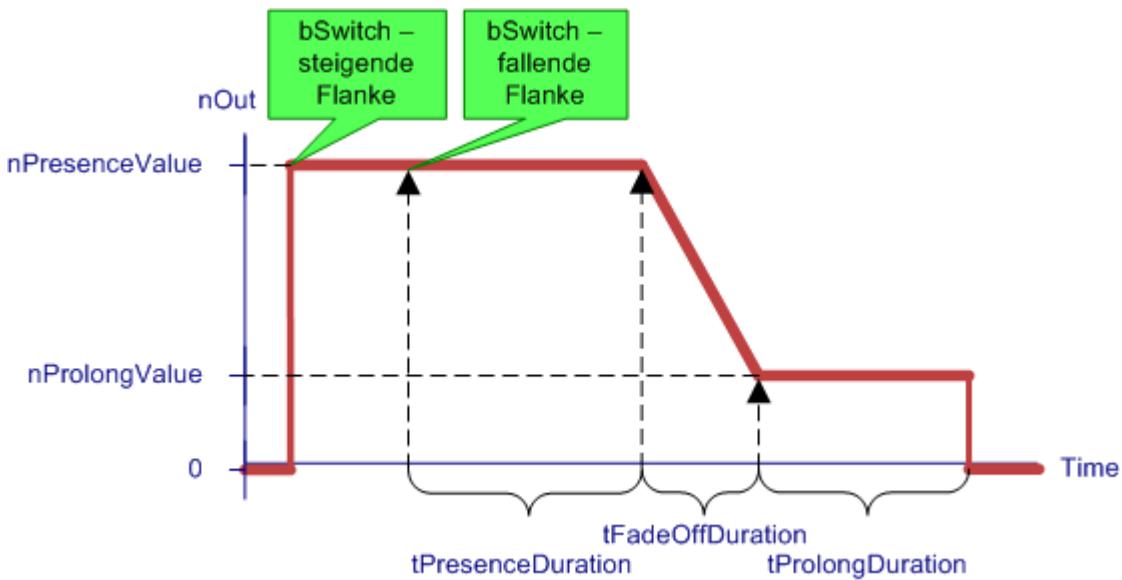 bSwitch –
steigende
Flanke
bSwitch –
fallende
Flanke
nOut
nPresenceValue
nProlongValue
0
Time
tFadeOffDuration
tPresenceDuration
tProlongDuration